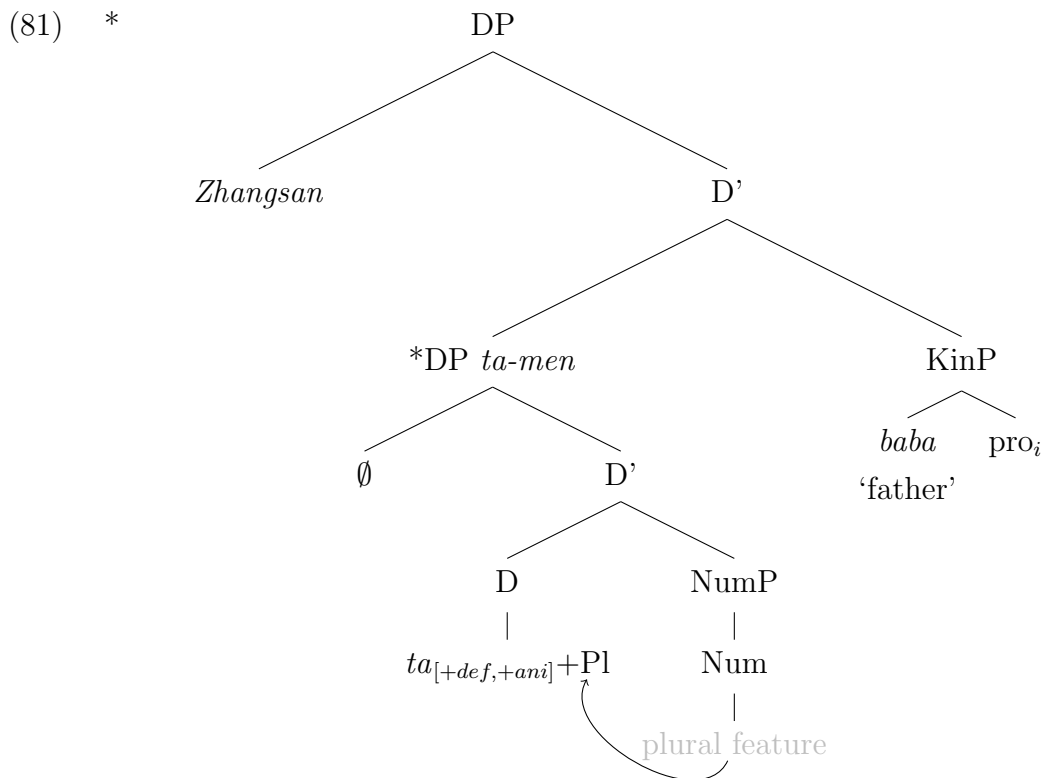 (81) * DP
Zhangsan D’
*DP ta-men KinP
∅ D’ baba pro_i
‘father’
D NumP
ta_[+def,+ani]+Pl Num
plural feature